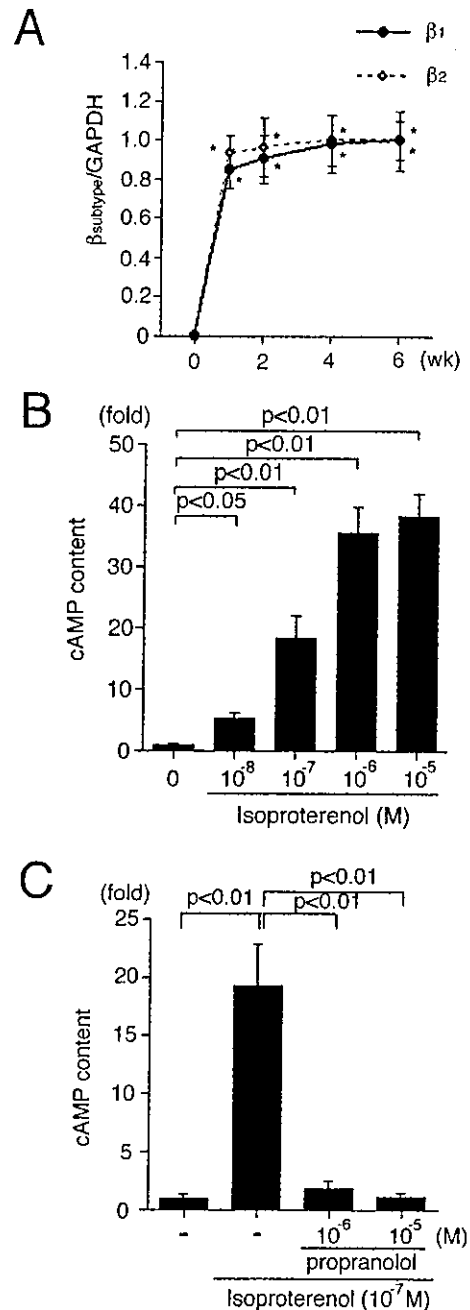 A
β1
β2
1.4
1.2
1.0
0.8
0.6
0.4
0.2
0
βsubtype/GAPDH
* * * *
* * * *
0 2 4 6 (wk)
B
(fold)
p<0.01
p<0.01
p<0.01
p<0.05
50
40
30
20
10
0
cAMP content
0 10⁻⁸ 10⁻⁷ 10⁻⁶ 10⁻⁵
Isoproterenol (M)
C
(fold)
p<0.01
p<0.01
p<0.01
25
20
15
10
5
0
cAMP content
- - 10⁻⁶ 10⁻⁵ (M)
propranolol
Isoproterenol (10⁻⁷M)